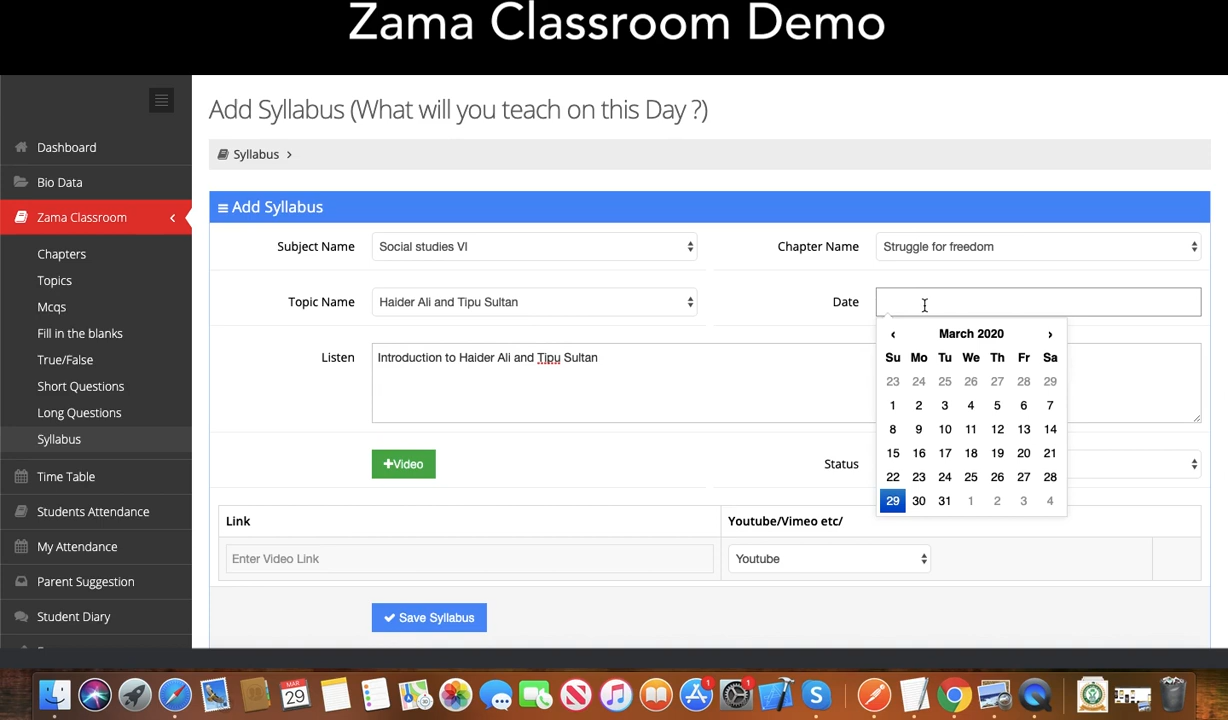 Zama Classroom Demo
Add Syllabus (What will you teach on this Day ?)
Dashboard
Syllabus >
Bio Data
Zama Classroom
Add Syllabus
Subject Name Social studies VI Chapter Name Struggle for freedom
Chapters
Topics
Topic Name Haider Ali and Tipu Sultan Date
Mcqs
Fill in the blanks
True/False
Short Questions
Long Questions
Syllabus
Listen Introduction to Haider Ali and Tipu Sultan
‹ March 2020 ›
Su Mo Tu We Th Fr Sa
23 24 25 26 27 28 29
1 2 3 4 5 6 7
8 9 10 11 12 13 14
15 16 17 18 19 20 21
22 23 24 25 26 27 28
29 30 31 1 2 3 4
+Video Status
Time Table
Students Attendance
My Attendance
Parent Suggestion
Student Diary
Link Youtube/Vimeo etc/
Enter Video Link Youtube
Save Syllabus
MAR
29
1
1